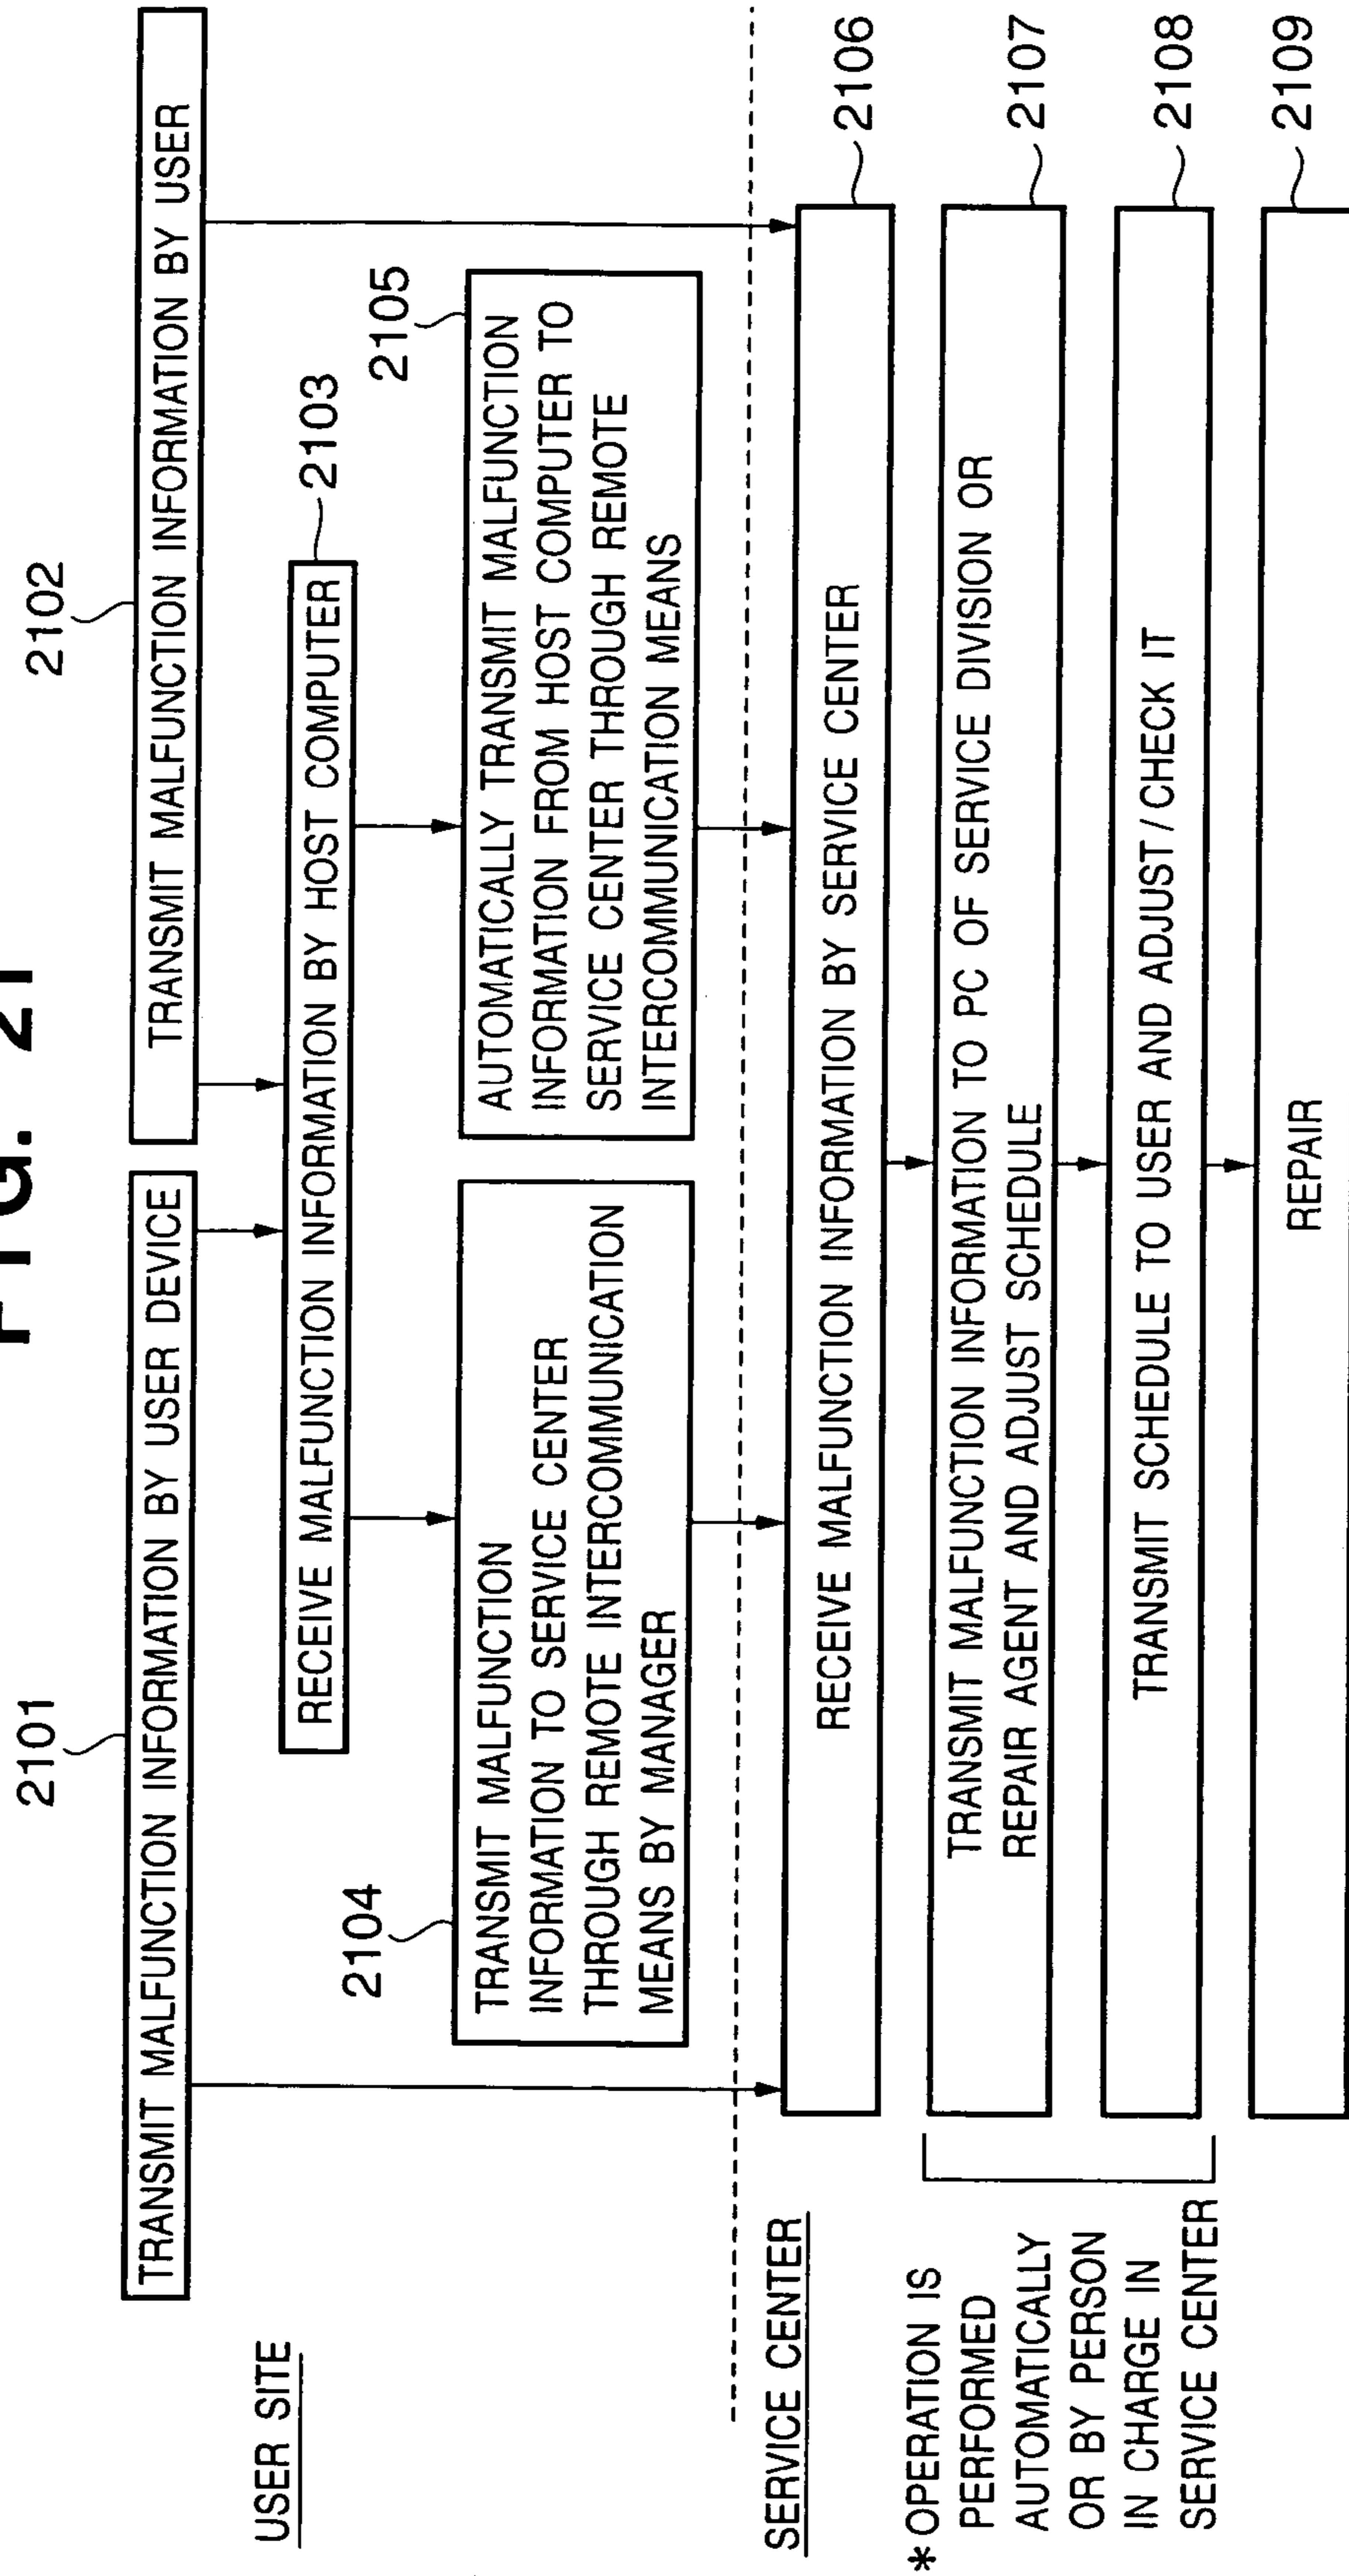 FIG. 21
2101
2102
TRANSMIT MALFUNCTION INFORMATION BY USER DEVICE
TRANSMIT MALFUNCTION INFORMATION BY USER
USER SITE
RECEIVE MALFUNCTION INFORMATION BY HOST COMPUTER
2103
2104
TRANSMIT MALFUNCTION
INFORMATION TO SERVICE CENTER
THROUGH REMOTE INTERCOMMUNICATION
MEANS BY MANAGER
2105
AUTOMATICALLY TRANSMIT MALFUNCTION
INFORMATION FROM HOST COMPUTER TO
SERVICE CENTER THROUGH REMOTE
INTERCOMMUNICATION MEANS
SERVICE CENTER
RECEIVE MALFUNCTION INFORMATION BY SERVICE CENTER
2106
*OPERATION IS
PERFORMED
AUTOMATICALLY
OR BY PERSON
IN CHARGE IN
SERVICE CENTER
TRANSMIT MALFUNCTION INFORMATION TO PC OF SERVICE DIVISION OR
REPAIR AGENT AND ADJUST SCHEDULE
2107
TRANSMIT SCHEDULE TO USER AND ADJUST/CHECK IT
2108
REPAIR
2109